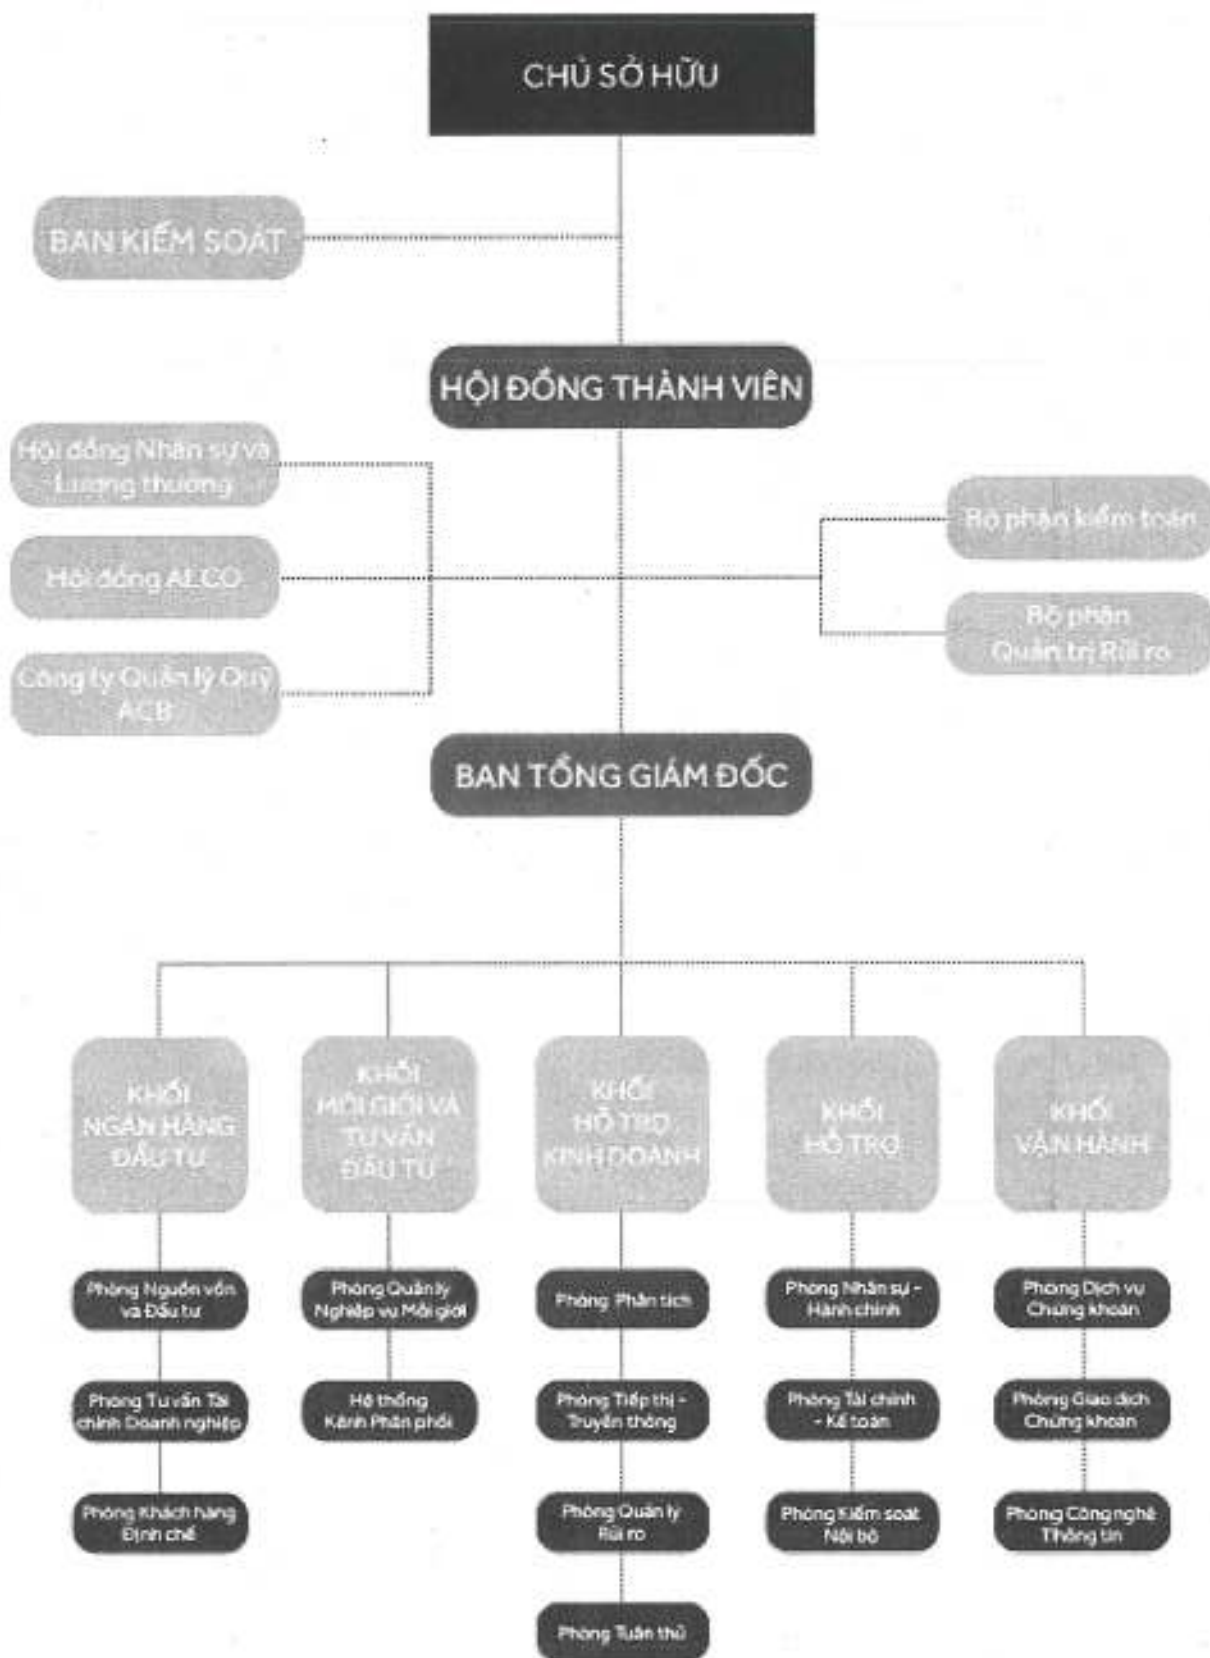 CHỦ SỞ HỮU
BAN KIỂM SOÁT
HỘI ĐỒNG THÀNH VIÊN
Hội đồng Nhân sự và
Lương thưởng
Bộ phận kiểm toán
Hội đồng ALCO
Bộ phận
Quản trị Rủi ro
Công ty Quản lý Quỹ
ACB
BAN TỔNG GIÁM ĐỐC
KHỐI
NGÂN HÀNG
ĐẦU TƯ
KHỐI
MÔI GIỚI VÀ
TƯ VẤN
ĐẦU TƯ
KHỐI
HỖ TRỢ
KINH DOANH
KHỐI
HỖ TRỢ
KHỐI
VẬN HÀNH
Phòng Nguồn vốn
và Đầu tư
Phòng Quản lý
Nghiệp vụ Môi giới
Phòng Phân tích
Phòng Nhân sự -
Hành chính
Phòng Dịch vụ
Chứng khoán
Phòng Tư vấn Tài
chính Doanh nghiệp
Hệ thống
Kênh Phân phối
Phòng Tiếp thị -
Truyền thông
Phòng Tài chính
- Kế toán
Phòng Giao dịch
Chứng khoán
Phòng Khách hàng
Định chế
Phòng Quản lý
Rủi ro
Phòng Kiểm soát
Nội bộ
Phòng Công nghệ
Thông tin
Phòng Tuân thủ